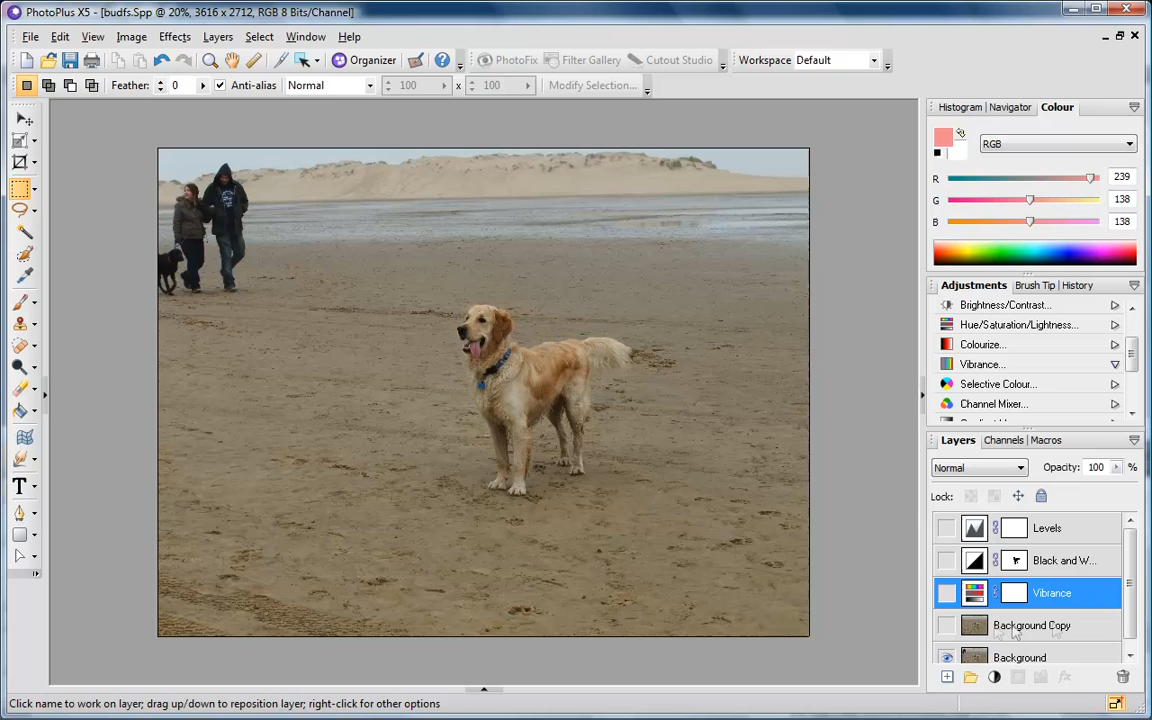 PhotoPlus X5 - [budfs.Spp @ 20%, 3616 x 2712, RGB 8 Bits/Channel]
File Edit View Image Effects Layers Select Window Help
Organizer PhotoFix Filter Gallery Cutout Studio Workspace Default
Feather: 0 Anti-alias Normal 100 x 100 Modify Selection...
Histogram Navigator Colour
RGB
R 239
G 138
B 138
Adjustments Brush Tip History
Brightness/Contrast...
Hue/Saturation/Lightness...
Colourize...
Vibrance...
Selective Colour...
Channel Mixer...
Layers Channels Macros
Normal Opacity: 100 %
Lock:
Levels
Black and W...
Vibrance
Background Copy
Background
T
Click name to work on layer; drag up/down to reposition layer; right-click for other options